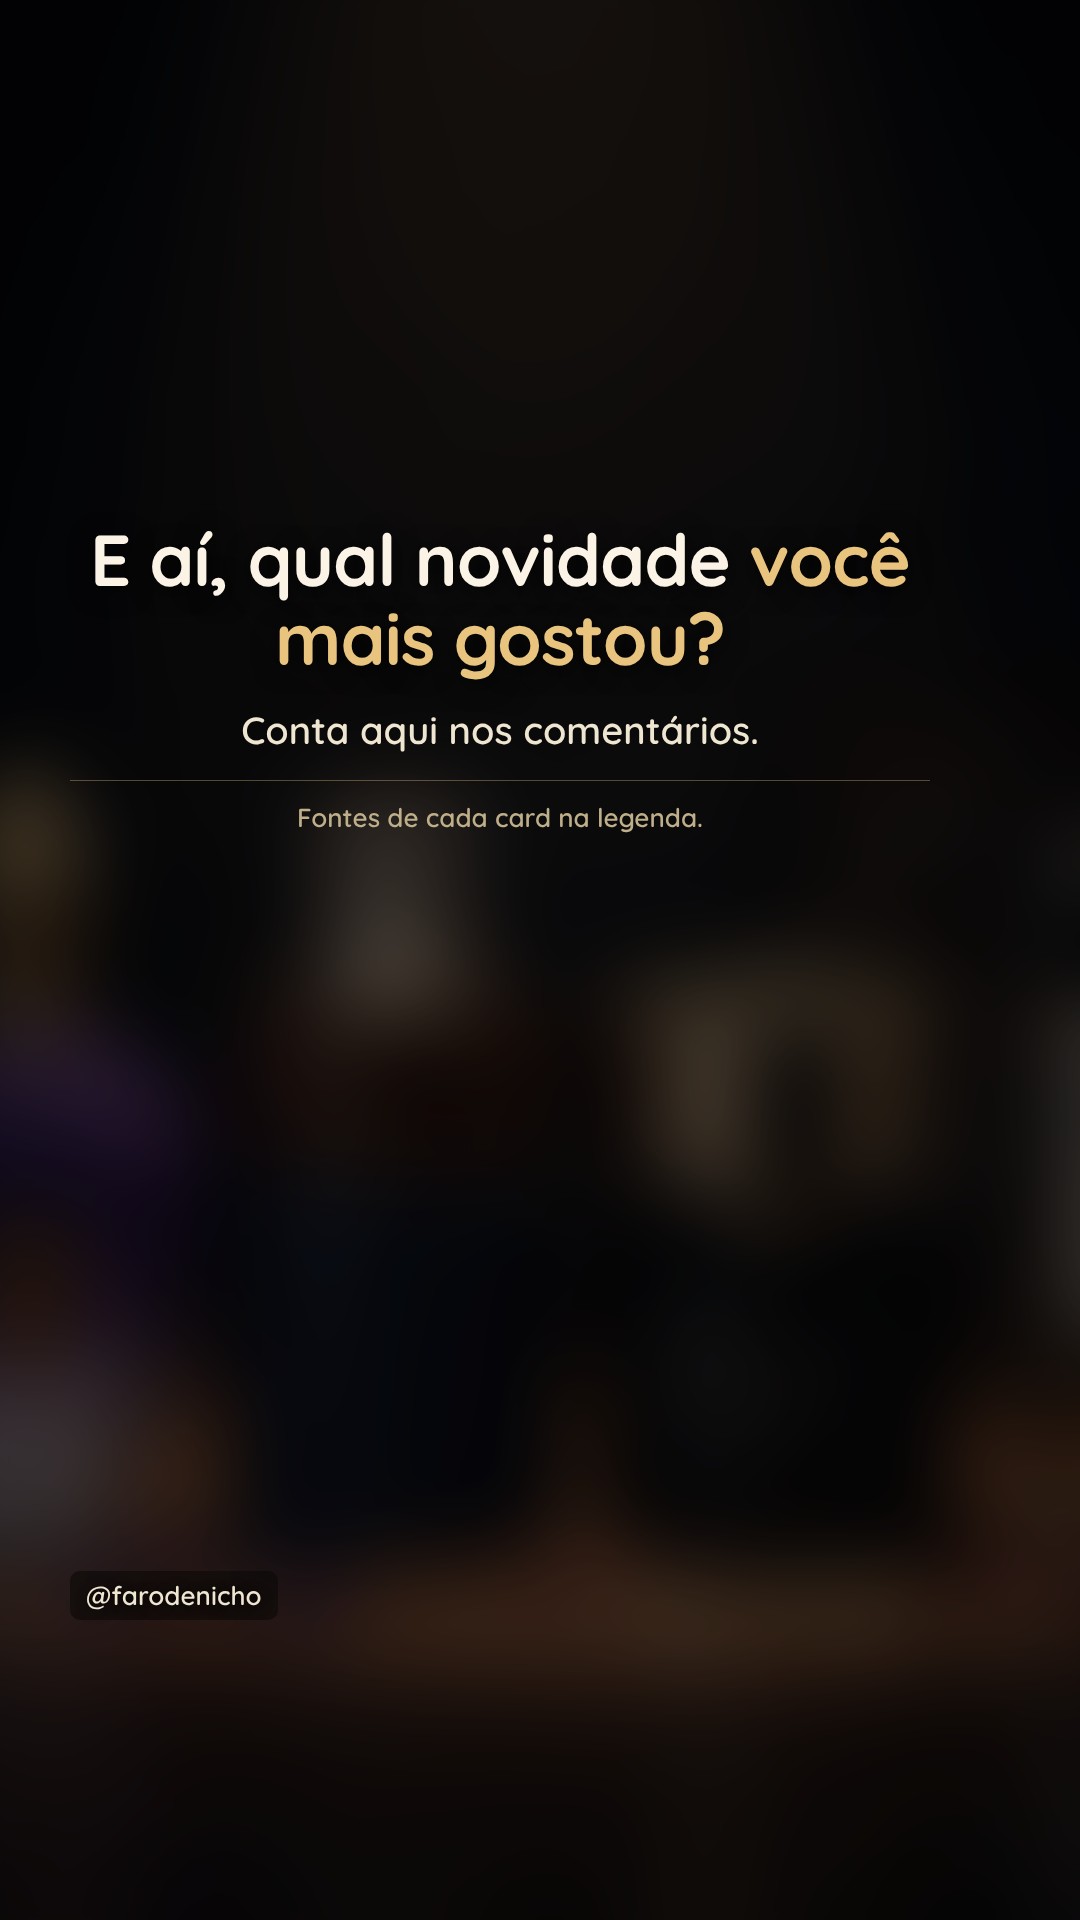 E aí, qual novidade você
mais gostou?
Conta aqui nos comentários.
Fontes de cada card na legenda.
@farodenicho